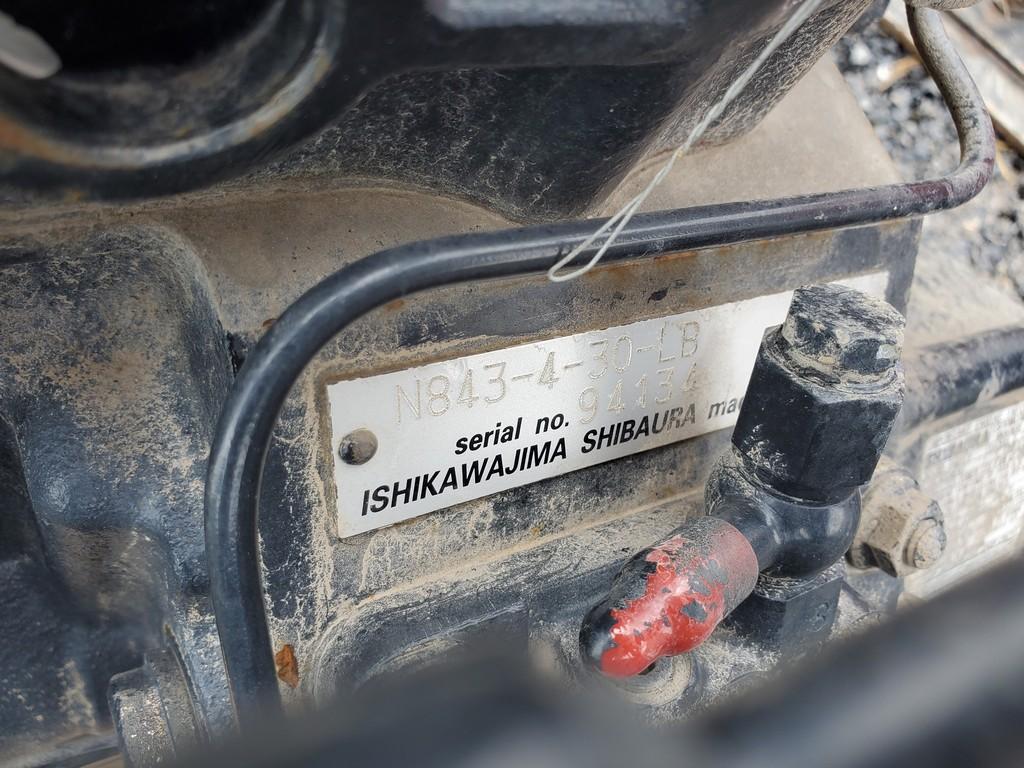 N843-4-30-LB
serial no. 94134
ISHIKAWAJIMA SHIBAURA